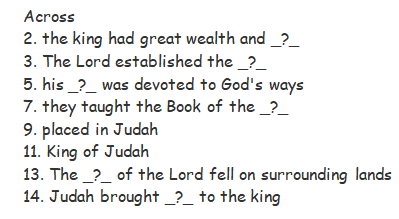 Across
2. the king had great wealth and _?_
3. The Lord established the _?_
5. his _?_ was devoted to God's ways
7. they taught the Book of the _?_
9. placed in Judah
11. King of Judah
13. The _?_ of the Lord fell on surrounding lands
14. Judah brought _?_ to the king